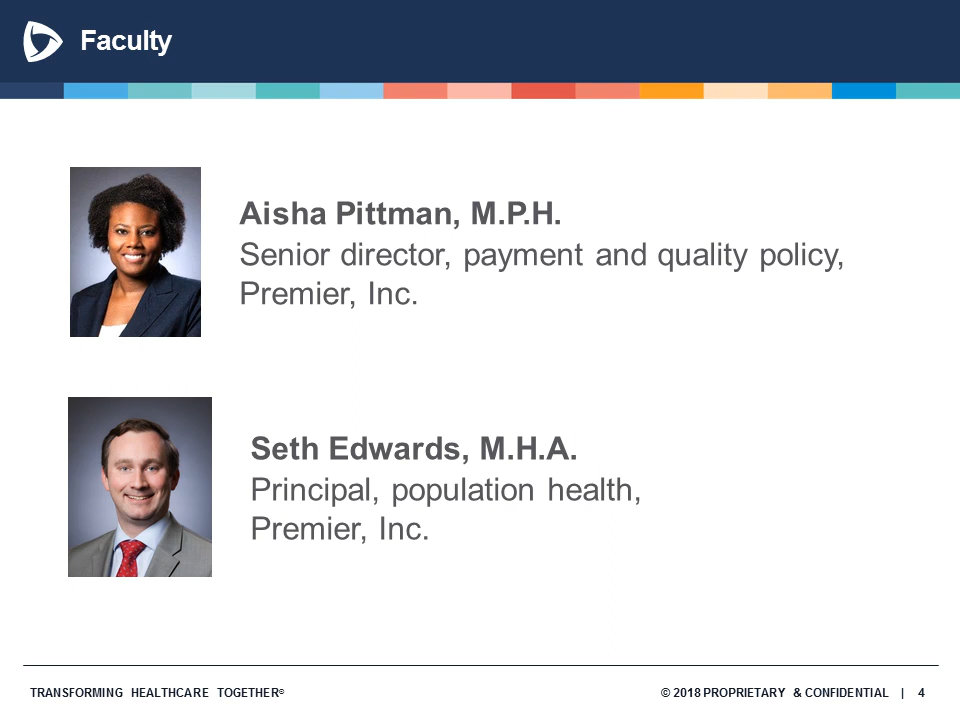 Faculty
Aisha Pittman, M.P.H.
Senior director, payment and quality policy,
Premier, Inc.
Seth Edwards, M.H.A.
Principal, population health,
Premier, Inc.
TRANSFORMING HEALTHCARE TOGETHER®
© 2018 PROPRIETARY & CONFIDENTIAL | 4